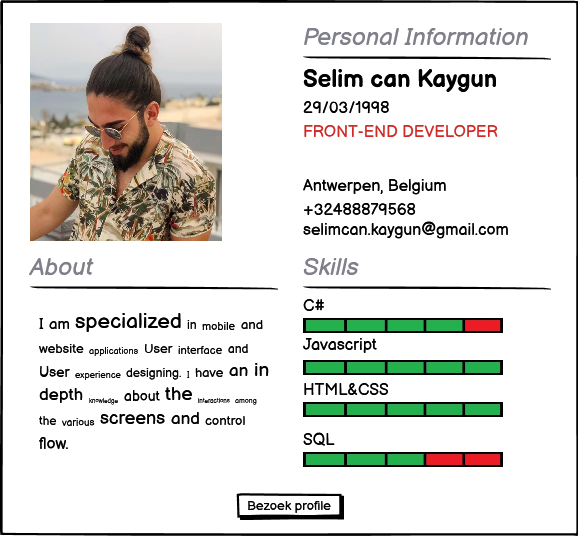 Personal Information
Selim can Kaygun
29/03/1998
FRONT-END DEVELOPER
Antwerpen, Belgium
+32488879568
selimcan.kaygun@gmail.com
About
I am specialized in mobile and
website applications User interface and
User experience designing. I have an in
depth knowledge about the interactions among
the various screens and control
flow.
Skills
C#
Javascript
HTML&CSS
SQL
Bezoek profile